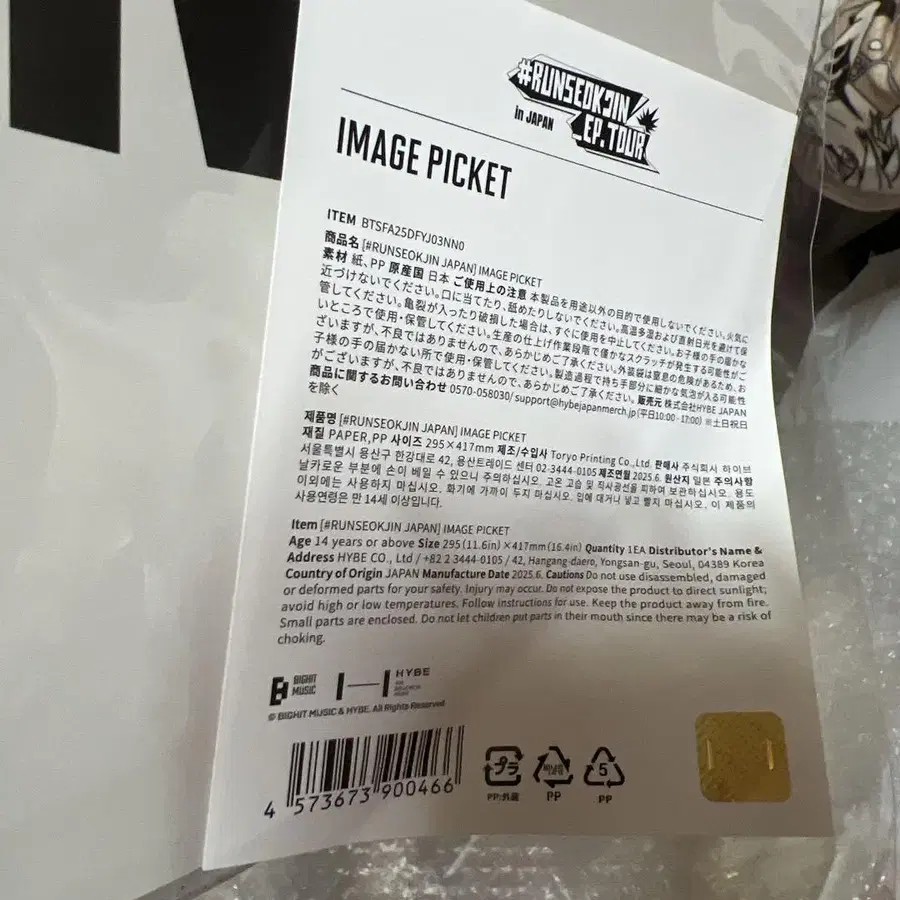 #RUNSEOKJIN
EP. TOUR
in JAPAN
IMAGE PICKET
ITEM BTSFA25DFYJ03NN0
商品名 [#RUNSEOKJIN JAPAN] IMAGE PICKET
素材 紙、PP 原産国 日本 ご使用上の注意 本製品を用途以外の目的で使用しないでください。火気に
近づけないでください。口に当てたり、舐めたりしないでください。高温多湿および直射日光を避けて保
管してください。亀裂が入ったり破損した場合は、すぐに使用を中止してください。お子様の手の届かな
いところで使用・保管してください。生産の仕上げ作業段階で僅かなスクラッチが発生する可能性がご
ざいますが、不良ではありませんので、あらかじめご了承ください。外装袋は窒息の危険があるため、お
子様の手の届かない所で使用・保管してください。製造過程で持ち手部分に細かな気泡が入る可能性
がございますが、不良ではありませんので、あらかじめご了承ください。販売元 株式会社HYBE JAPAN
商品に関するお問い合わせ 0570-058030/ support@hybejapanmerch.jp (平日10:00 - 17:00) ※土日祝日
を除く
제품명 [#RUNSEOKJIN JAPAN] IMAGE PICKET
재질 PAPER, PP 사이즈 295×417mm 제조/수입사 Toryo Printing Co., Ltd. 판매사 주식회사 하이브
서울특별시 용산구 한강대로 42, 용산트레이드 센터 02-3444-0105 제조연월 2025.6. 원산지 일본 주의사항
날카로운 부분에 손이 베일 수 있으니 주의하십시오. 고온 고습 및 직사광선을 피하여 보관하십시오. 용도
이외에는 사용하지 마십시오. 화기에 가까이 두지 마십시오. 입에 대거나 넣고 빨지 마십시오. 이 제품의
사용연령은 만 14세 이상입니다.
Item [#RUNSEOKJIN JAPAN] IMAGE PICKET
Age 14 years or above Size 295 (11.6in) ×417mm (16.4in) Quantity 1EA Distributor's Name &
Address HYBE CO., Ltd / +82 2 3444-0105 / 42, Hangang-daero, Yongsan-gu, Seoul, 04389 Korea
Country of Origin JAPAN Manufacture Date 2025.6. Cautions Do not use disassembled, damaged
or deformed parts for your safety. Injury may occur. Do not expose the product to direct sunlight;
avoid high or low temperatures. Follow instructions for use. Keep the product away from fire.
Small parts are enclosed. Do not let children put parts in their mouth since there may be a risk of
choking.
BIGHIT
MUSIC
HYBE
© BIGHIT MUSIC & HYBE. All Rights Reserved
4 573673 900466
プラ
PP:外装
PP
5
PP